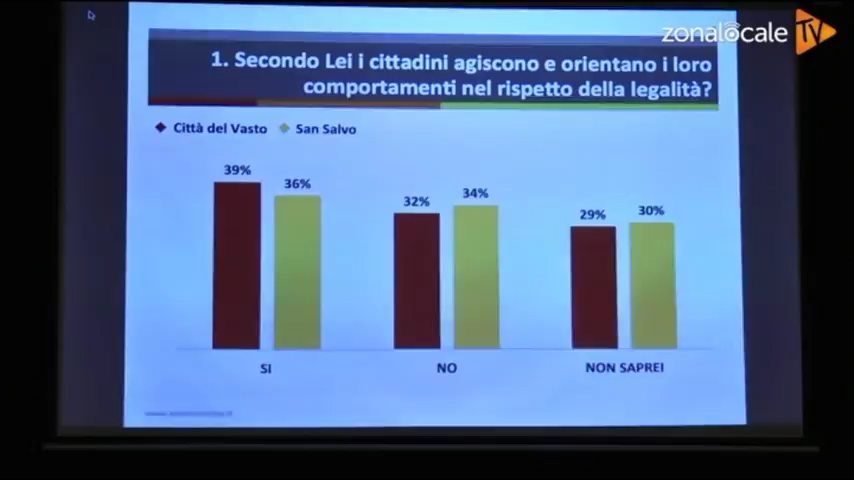 zonalocale TV
1. Secondo Lei i cittadini agiscono e orientano i loro
comportamenti nel rispetto della legalità?
Città del Vasto San Salvo
39%
36%
32%
34%
29%
30%
SI NO NON SAPREI